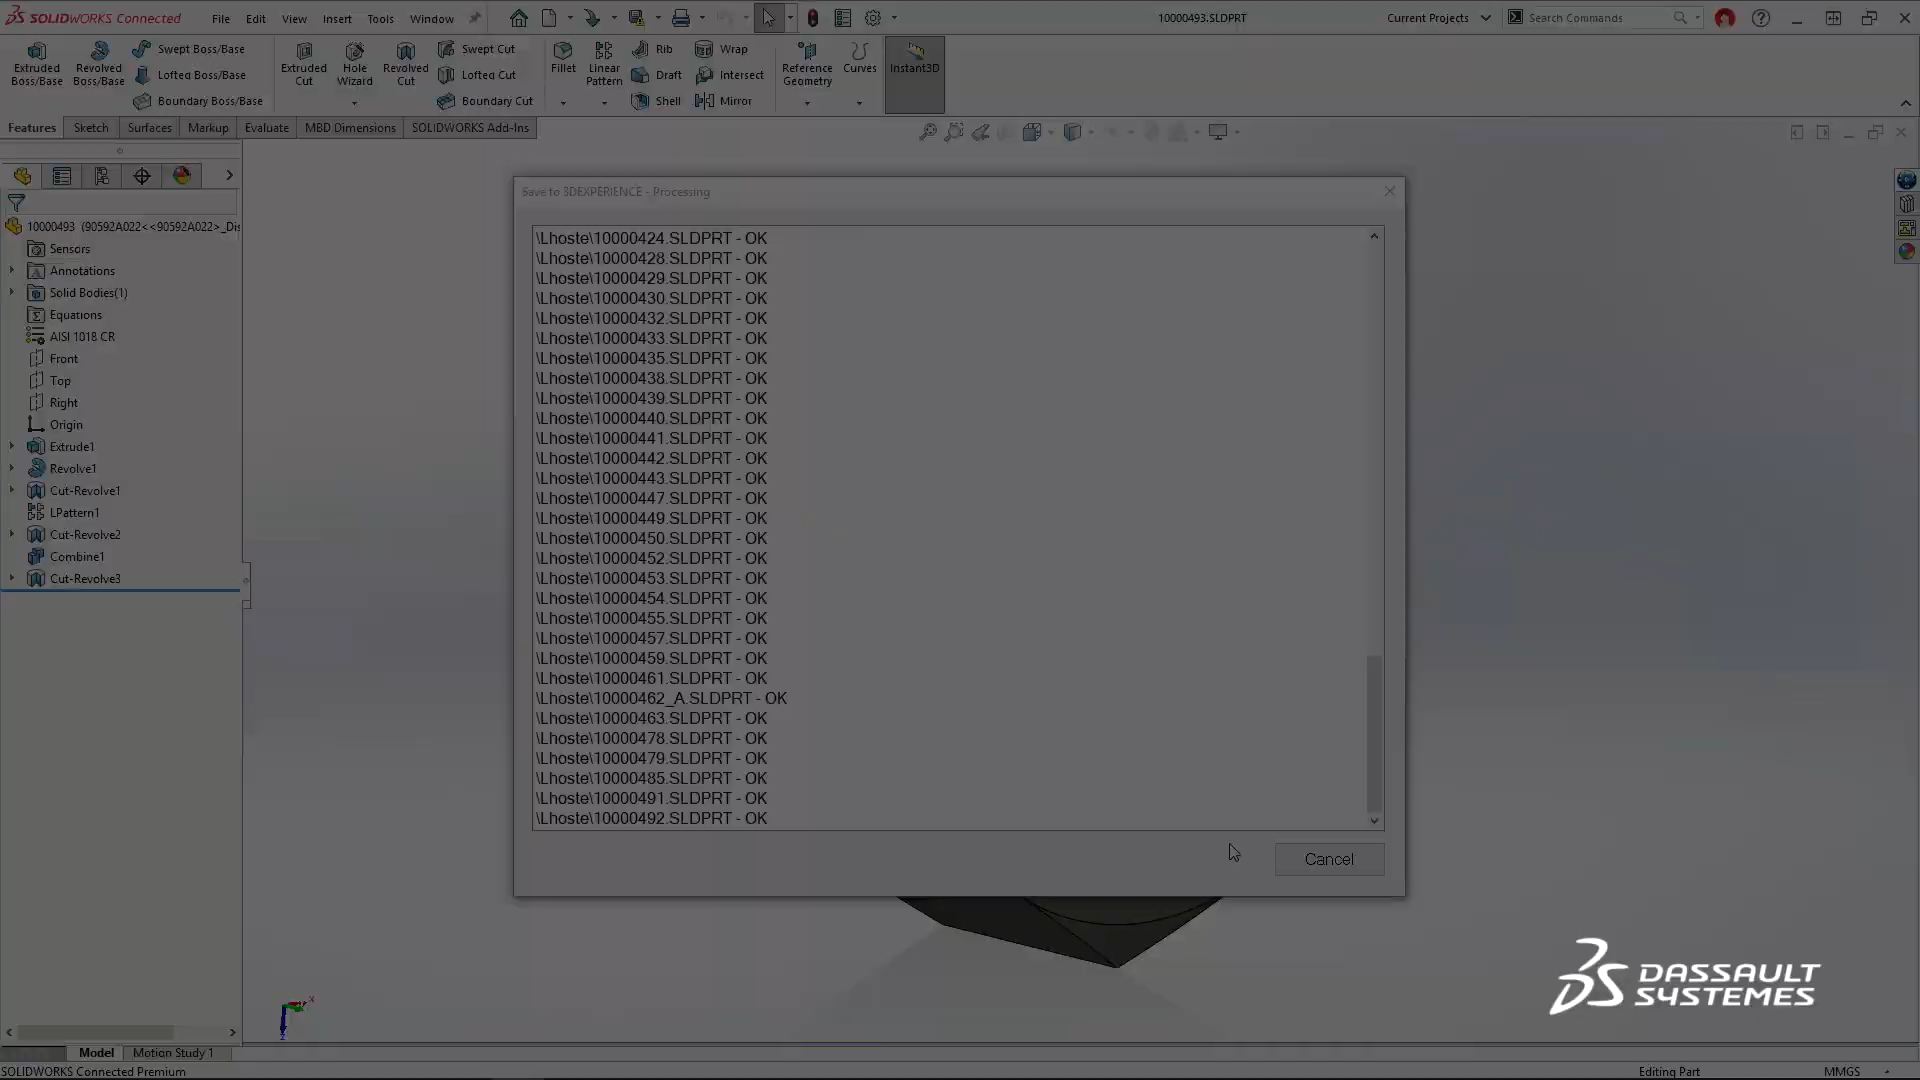 SOLIDWORKS Connected
File Edit View Insert Tools Window
10000493.SLDPRT
Current Projects
Search Commands
Extruded Boss/Base
Revolved Boss/Base
Swept Boss/Base
Lofted Boss/Base
Boundary Boss/Base
Extruded Cut
Hole Wizard
Revolved Cut
Swept Cut
Lofted Cut
Boundary Cut
Fillet
Linear Pattern
Rib
Draft
Shell
Wrap
Intersect
Mirror
Reference Geometry
Curves
Instant3D
Features Sketch Surfaces Markup Evaluate MBD Dimensions SOLIDWORKS Add-Ins
10000493 (90592A022<<90592A022>_Dis
Sensors
Annotations
Solid Bodies(1)
Equations
AISI 1018 CR
Front
Top
Right
Origin
Extrude1
Revolve1
Cut-Revolve1
LPattern1
Cut-Revolve2
Combine1
Cut-Revolve3
Save to 3DEXPERIENCE - Processing
\Lhoste\10000424.SLDPRT - OK
\Lhoste\10000428.SLDPRT - OK
\Lhoste\10000429.SLDPRT - OK
\Lhoste\10000430.SLDPRT - OK
\Lhoste\10000432.SLDPRT - OK
\Lhoste\10000433.SLDPRT - OK
\Lhoste\10000435.SLDPRT - OK
\Lhoste\10000438.SLDPRT - OK
\Lhoste\10000439.SLDPRT - OK
\Lhoste\10000440.SLDPRT - OK
\Lhoste\10000441.SLDPRT - OK
\Lhoste\10000442.SLDPRT - OK
\Lhoste\10000443.SLDPRT - OK
\Lhoste\10000447.SLDPRT - OK
\Lhoste\10000449.SLDPRT - OK
\Lhoste\10000450.SLDPRT - OK
\Lhoste\10000452.SLDPRT - OK
\Lhoste\10000453.SLDPRT - OK
\Lhoste\10000454.SLDPRT - OK
\Lhoste\10000455.SLDPRT - OK
\Lhoste\10000457.SLDPRT - OK
\Lhoste\10000459.SLDPRT - OK
\Lhoste\10000461.SLDPRT - OK
\Lhoste\10000462_A.SLDPRT - OK
\Lhoste\10000463.SLDPRT - OK
\Lhoste\10000478.SLDPRT - OK
\Lhoste\10000479.SLDPRT - OK
\Lhoste\10000485.SLDPRT - OK
\Lhoste\10000491.SLDPRT - OK
\Lhoste\10000492.SLDPRT - OK
Cancel
DASSAULT
SYSTEMES
Model Motion Study 1
SOLIDWORKS Connected Premium
Editing Part
MMGS